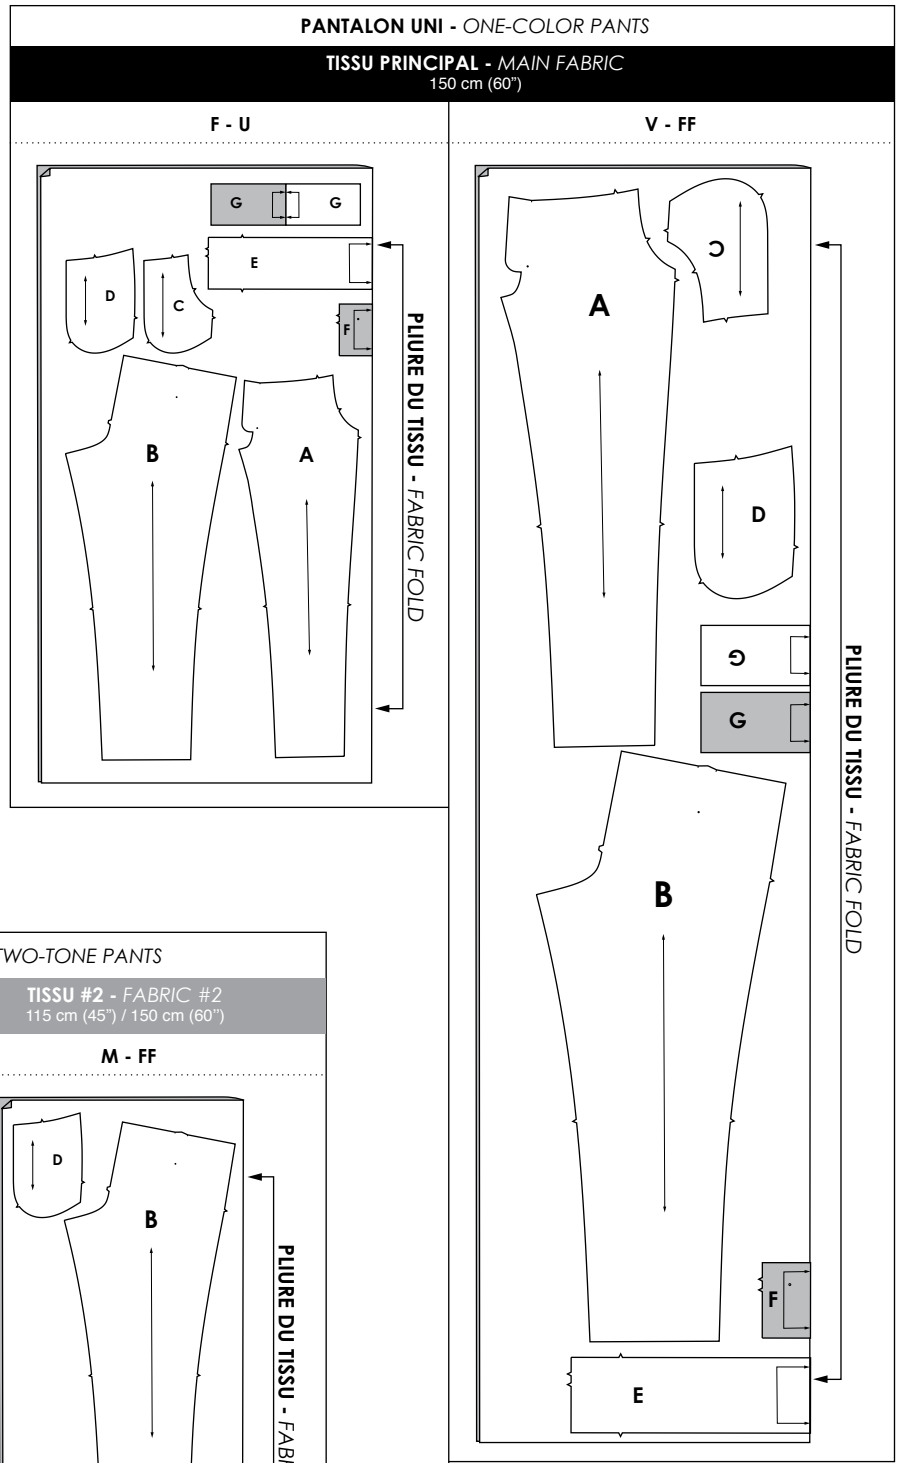 PANTALON UNI - ONE-COLOR PANTS
TISSU PRINCIPAL - MAIN FABRIC
150 cm (60”)
F - U
G G
E
D
C
F
B
A
PLIURE DU TISSU - FABRIC FOLD
V - FF
A
C
D
G
G
B
F
E
PLIURE DU TISSU - FABRIC FOLD
TWO-TONE PANTS
TISSU #2 - FABRIC #2
115 cm (45”) / 150 cm (60”)
M - FF
D
B
PLIURE DU TISSU -